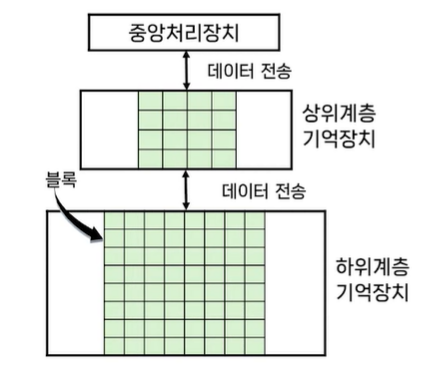 중앙처리장치
데이터 전송
상위계층
기억장치
데이터 전송
블록
하위계층
기억장치